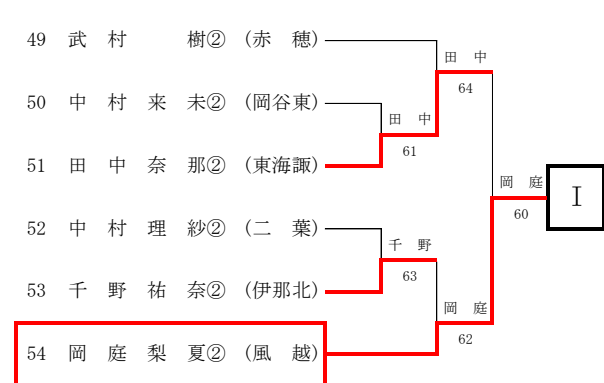 49 武村 樹② (赤 穂)
田 中
64
50 中村来未② (岡谷東)
田 中
61
51 田中奈那② (東海諏)
岡 庭
60
Ⅰ
52 中村理紗② (二 葉)
千 野
63
53 千野祐奈② (伊那北)
岡 庭
62
54 岡庭梨夏② (風 越)